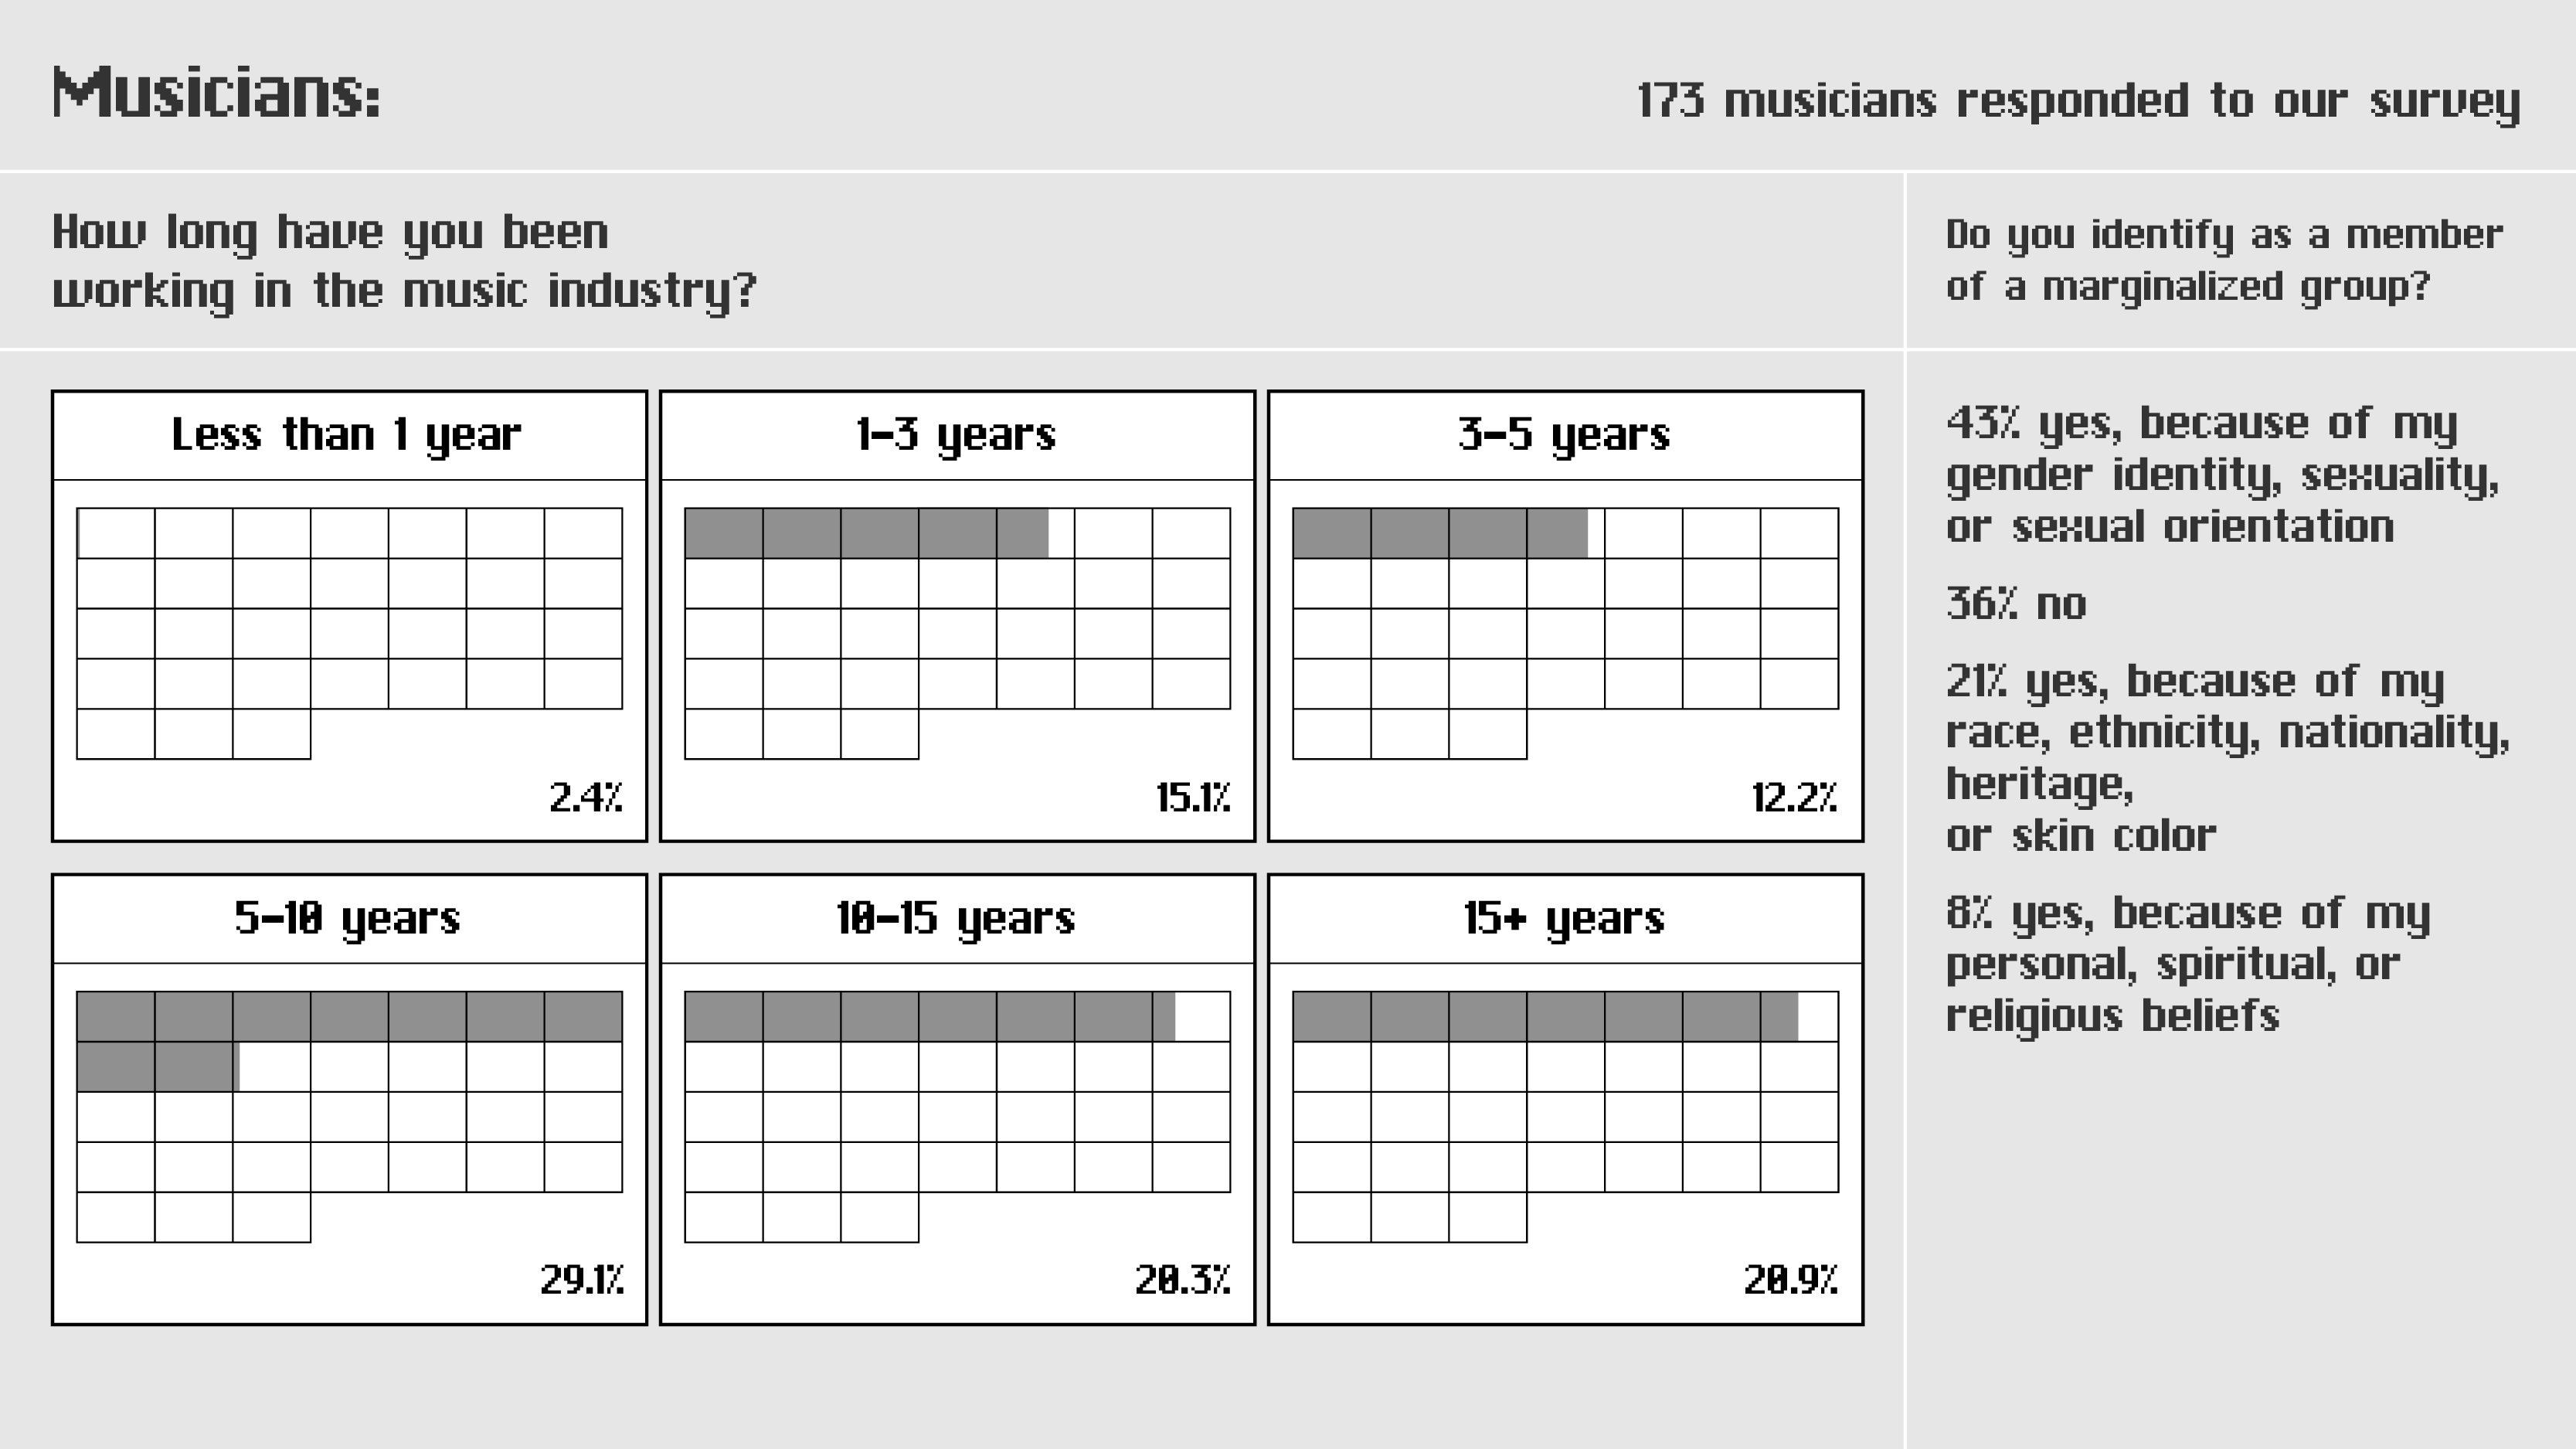 Musicians:
173 musicians responded to our survey
How long have you been
working in the music industry?
Do you identify as a member
of a marginalized group?
Less than 1 year
2.4%
1–3 years
15.1%
3–5 years
12.2%
5–10 years
29.1%
10–15 years
20.3%
15+ years
20.9%
43% yes, because of my
gender identity, sexuality,
or sexual orientation
36% no
21% yes, because of my
race, ethnicity, nationality,
heritage,
or skin color
8% yes, because of my
personal, spiritual, or
religious beliefs